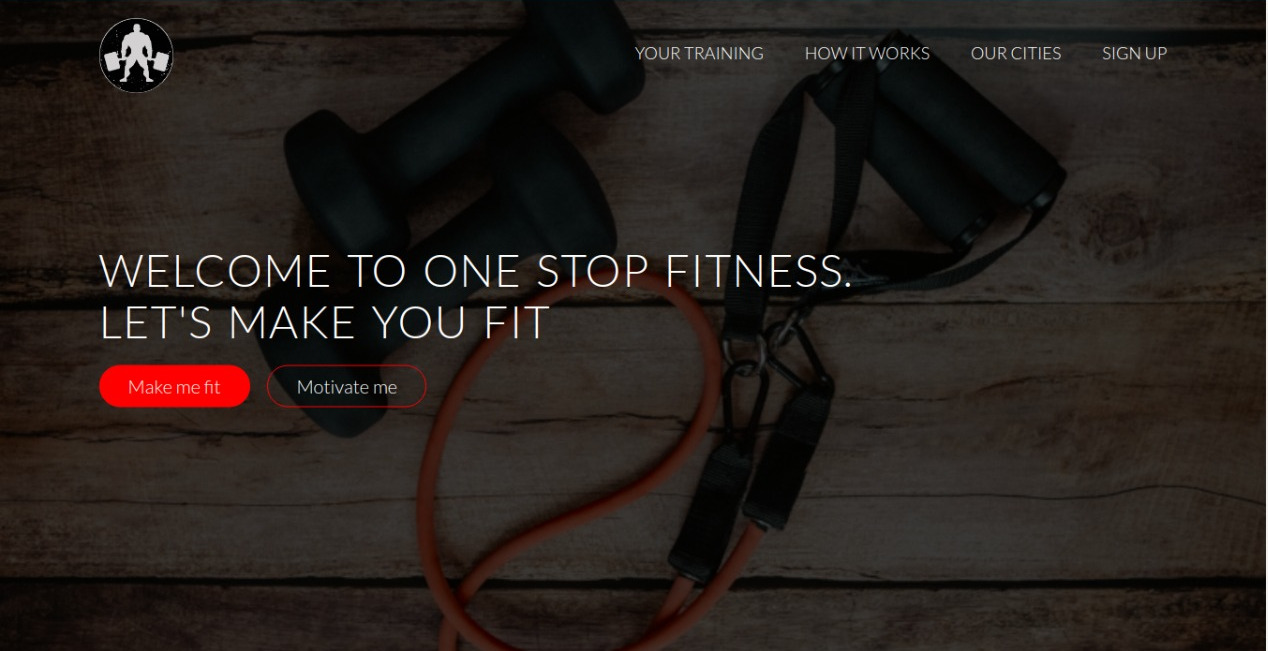 YOUR TRAINING HOW IT WORKS OUR CITIES SIGN UP
WELCOME TO ONE STOP FITNESS.
LET'S MAKE YOU FIT
Make me fit Motivate me